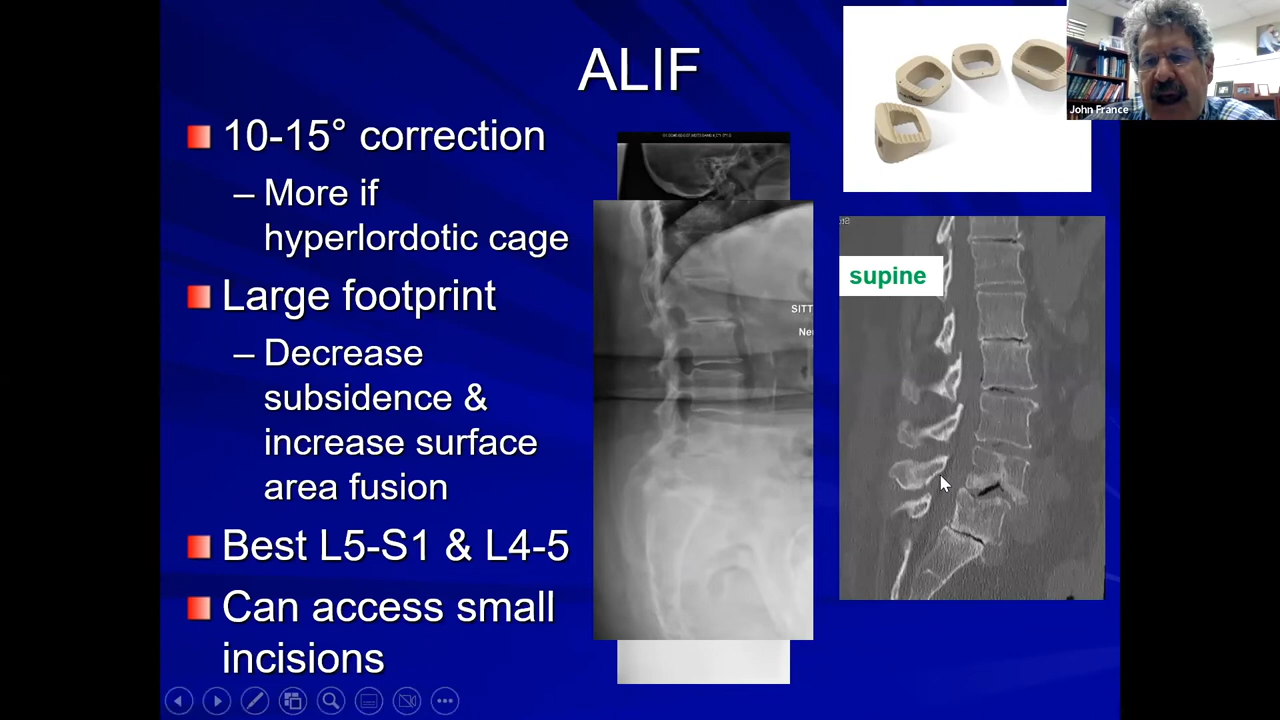 ALIF
10-15° correction
– More if
hyperlordotic cage
Large footprint
– Decrease
subsidence &
increase surface
area fusion
Best L5-S1 & L4-5
Can access small
incisions
SITT
Ne
supine
John France